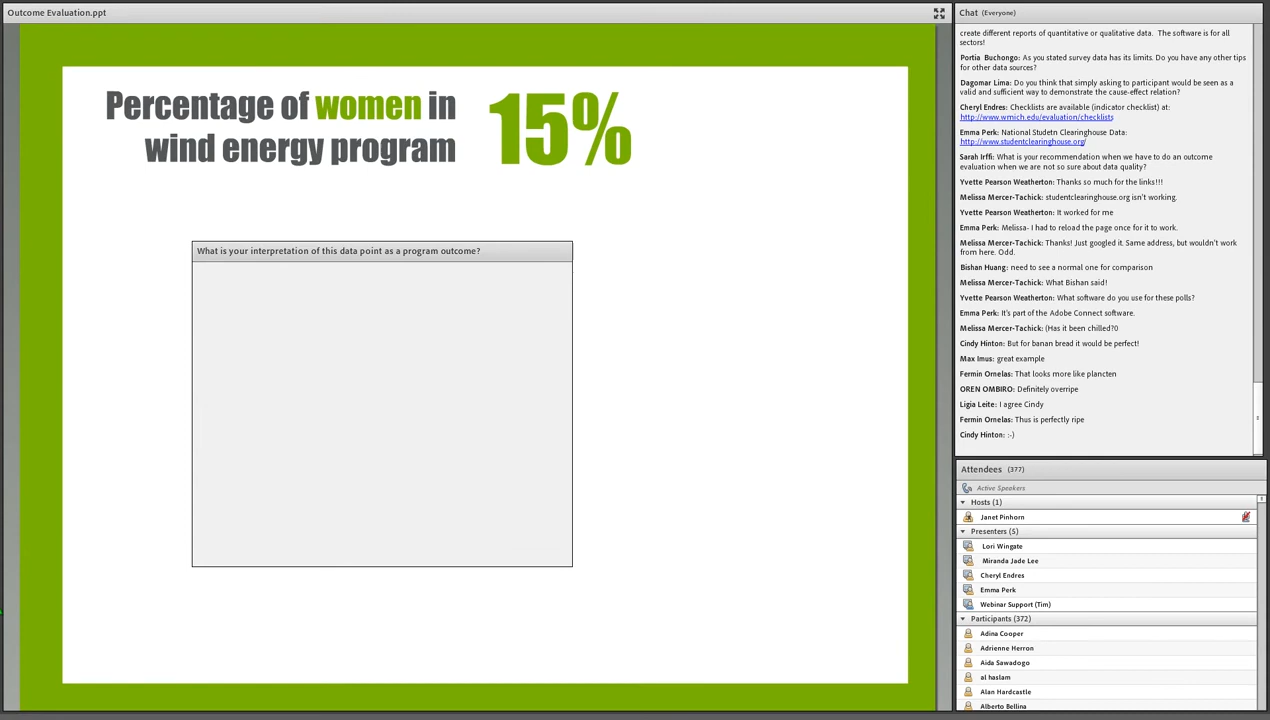 Outcome Evaluation.ppt
Percentage of women in
wind energy program
15%
What is your interpretation of this data point as a program outcome?
Chat (Everyone)
create different reports of quantitative or qualitative data. The software is for all
sectors!
Portia Buchongo: As you stated survey data has its limits. Do you have any other tips
for other data sources?
Dagomar Lima: Do you think that simply asking to participant would be seen as a
valid and sufficient way to demonstrate the cause-effect relation?
Cheryl Endres: Checklists are available (indicator checklist) at:
http://www.wmich.edu/evaluation/checklists
Emma Perk: National Studetn Clearinghouse Data:
http://www.studentclearinghouse.org/
Sarah Irffi: What is your recommendation when we have to do an outcome
evaluation when we are not so sure about data quality?
Yvette Pearson Weatherton: Thanks so much for the links!!!
Melissa Mercer-Tachick: studentclearinghouse.org isn't working.
Yvette Pearson Weatherton: It worked for me
Emma Perk: Melissa- I had to reload the page once for it to work.
Melissa Mercer-Tachick: Thanks! Just googled it. Same address, but wouldn't work
from here. Odd.
Bishan Huang: need to see a normal one for comparison
Melissa Mercer-Tachick: What Bishan said!
Yvette Pearson Weatherton: What software do you use for these polls?
Emma Perk: It's part of the Adobe Connect software.
Melissa Mercer-Tachick: (Has it been chilled?0
Cindy Hinton: But for banan bread it would be perfect!
Max Imus: great example
Fermin Ornelas: That looks more like plancten
OREN OMBIRO: Definitely overripe
Ligia Leite: I agree Cindy
Fermin Ornelas: Thus is perfectly ripe
Cindy Hinton: :-)
Attendees (377)
Active Speakers
Hosts (1)
Janet Pinhorn
Presenters (5)
Lori Wingate
Miranda Jade Lee
Cheryl Endres
Emma Perk
Webinar Support (Tim)
Participants (372)
Adina Cooper
Adrienne Herron
Aida Sawadogo
al haslam
Alan Hardcastle
Alberto Bellina